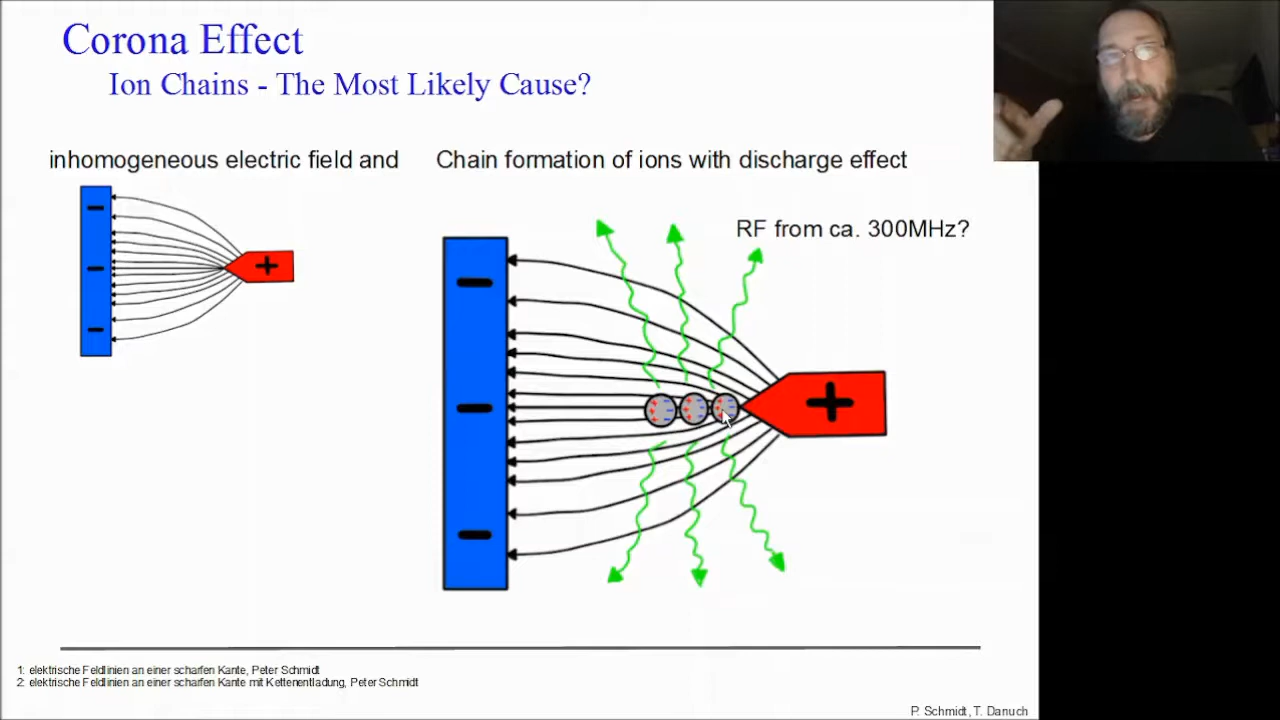 Corona Effect
Ion Chains - The Most Likely Cause?
inhomogeneous electric field and
Chain formation of ions with discharge effect
RF from ca. 300MHz?
1: elektrische Feldlinien an einer scharfen Kante, Peter Schmidt
2: elektrische Feldlinien an einer scharfen Kante mit Kettenentladung, Peter Schmidt
P. Schmidt, T. Danuch